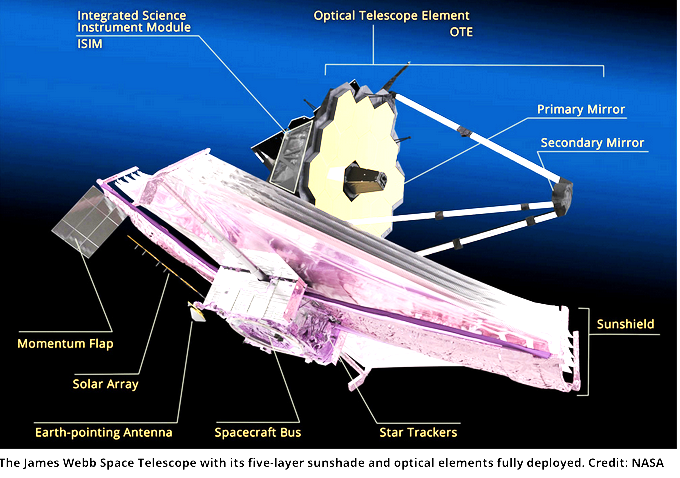 Integrated Science
Instrument Module
ISIM
Optical Telescope Element
OTE
Primary Mirror
Secondary Mirror
Sunshield
Momentum Flap
Solar Array
Earth-pointing Antenna
Spacecraft Bus
Star Trackers
The James Webb Space Telescope with its five-layer sunshade and optical elements fully deployed. Credit: NASA